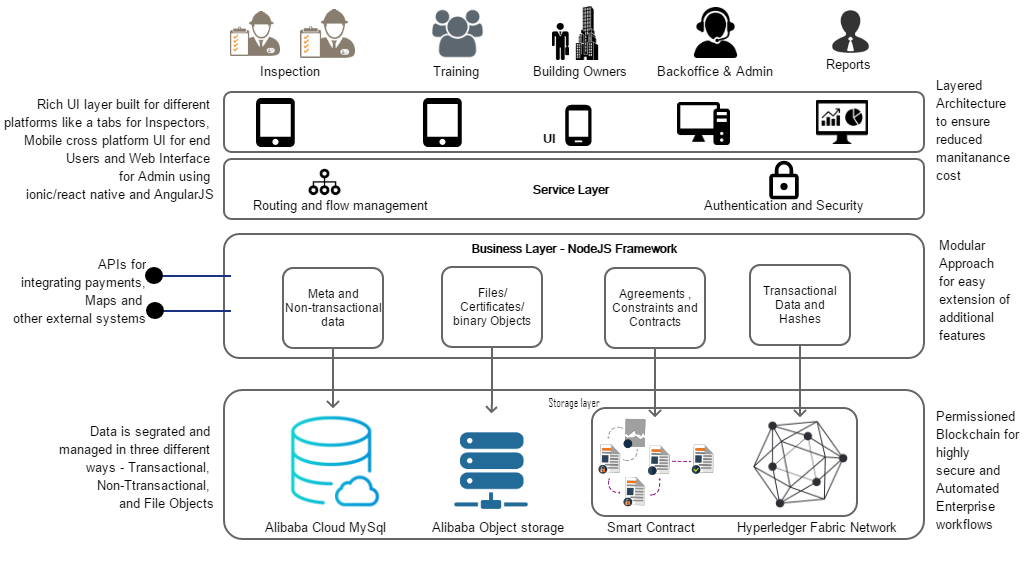 Inspection
Training
Building Owners
Backoffice & Admin
Reports
Rich UI layer built for different
platforms like a tabs for Inspectors,
Mobile cross platform UI for end
Users and Web Interface
for Admin using
ionic/react native and AngularJS
UI
Layered
Architecture
to ensure
reduced
manitanance
cost
Service Layer
Routing and flow management
Authentication and Security
Business Layer - NodeJS Framework
APIs for
integrating payments,
Maps and
other external systems
Meta and
Non-transactional
data
Files/
Certificates/
binary Objects
Agreements ,
Constraints and
Contracts
Transactional
Data and
Hashes
Modular
Approach
for easy
extension of
additional
features
Storage layer
Data is segrated and
managed in three different
ways - Transactional,
Non-Ttransactional,
and File Objects
Alibaba Cloud MySql
Alibaba Object storage
Smart Contract
Hyperledger Fabric Network
Permissioned
Blockchain for
highly
secure and
Automated
Enterprise
workflows